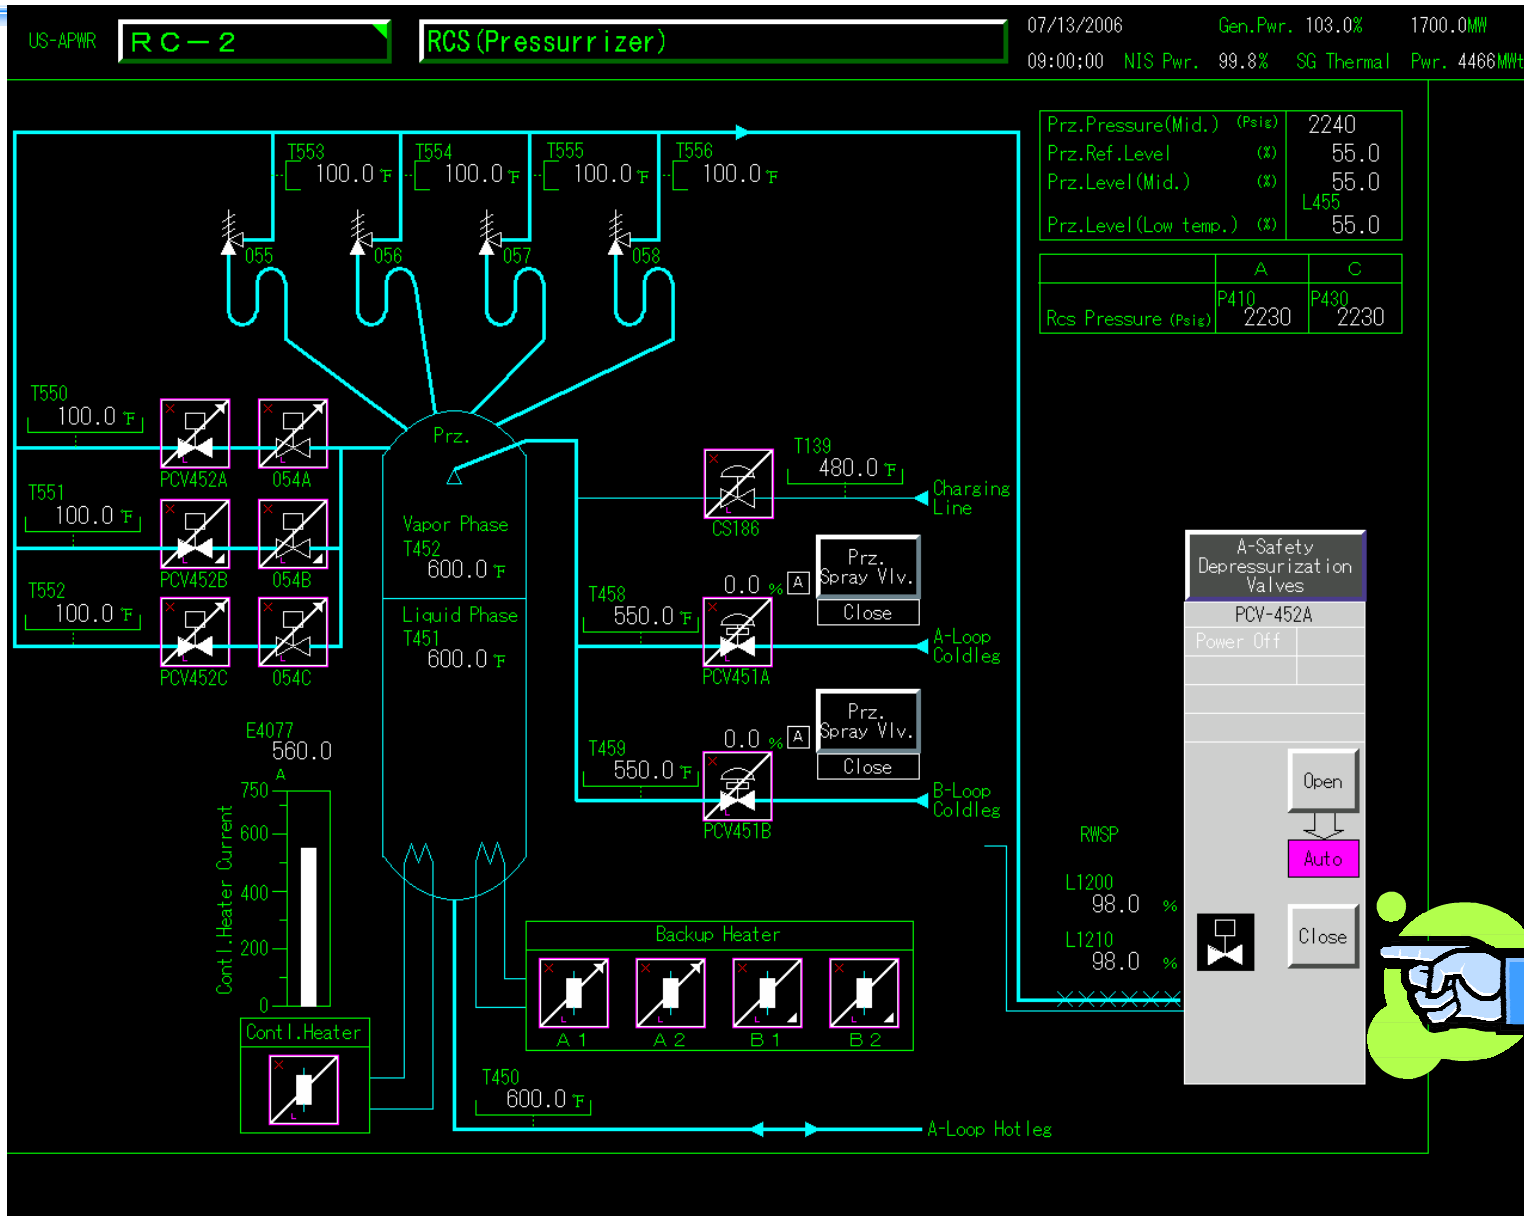 US-APWR
RC-2
RCS(Pressurrizer)
07/13/2006
Gen.Pwr. 103.0% 1700.0MW
09:00;00 NIS Pwr. 99.8% SG Thermal Pwr. 4466MWt
Prz.Pressure(Mid.) (Psig) 2240
Prz.Ref.Level (%) 55.0
Prz.Level(Mid.) (%) 55.0
L455
Prz.Level(Low temp.) (%) 55.0
A C
P410 P430
Rcs Pressure (Psig) 2230 2230
T553
100.0 °F
T554
100.0 °F
T555
100.0 °F
T556
100.0 °F
055
056
057
058
T550
100.0 °F
× L
PCV452A
× L
054A
T551
100.0 °F
× L
PCV452B
× L
054B
T552
100.0 °F
× L
PCV452C
× L
054C
Prz.
Vapor Phase
T452
600.0 °F
Liquid Phase
T451
600.0 °F
T139
480.0 °F
×
CS186
Charging
Line
Prz.
Spray Vlv.
Close
0.0 % A
T458
550.0 °F
× L
PCV451A
A-Loop
Coldleg
Prz.
Spray Vlv.
Close
0.0 % A
T459
550.0 °F
× L
PCV451B
B-Loop
Coldleg
E4077
560.0
A
750
600
400
200
0
Contl.Heater Current
Contl.Heater
× L
Backup Heater
× L
A1
× L
A2
× L
B1
× L
B2
T450
600.0 °F
A-Loop Hotleg
RWSP
L1200
98.0 %
L1210
98.0 %
A-Safety
Depressurization
Valves
PCV-452A
Power Off
Open
Auto
Close